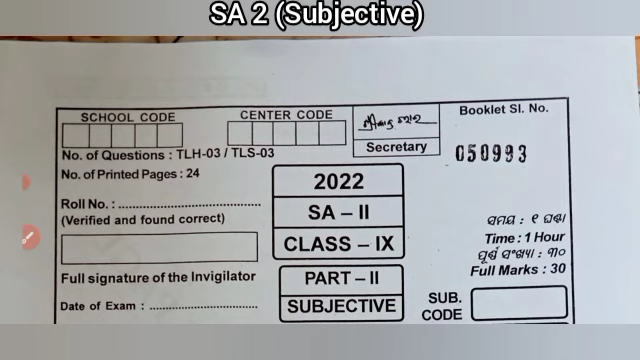 SA 2 (Subjective)
SCHOOL CODE
CENTER CODE
Secretary
Booklet Sl. No.
050993
No. of Questions : TLH-03 / TLS-03
No. of Printed Pages : 24
Roll No. :
(Verified and found correct)
Full signature of the Invigilator
Date of Exam :
2022
SA – II
CLASS – IX
PART – II
SUBJECTIVE
ସମୟ : ୧ ଘଣ୍ଟା
Time : 1 Hour
ପୂର୍ଣ୍ଣ ସଂଖ୍ୟା : ୩୦
Full Marks : 30
SUB.
CODE